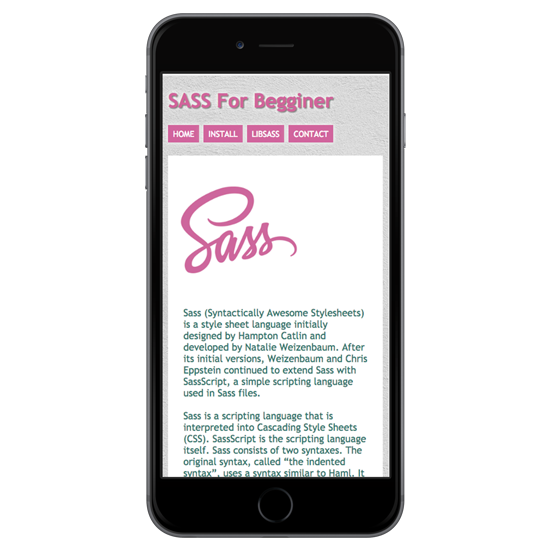 SASS For Begginer
HOME INSTALL LIBSASS CONTACT
Sass
Sass (Syntactically Awesome Stylesheets)
is a style sheet language initially
designed by Hampton Catlin and
developed by Natalie Weizenbaum. After
its initial versions, Weizenbaum and Chris
Eppstein continued to extend Sass with
SassScript, a simple scripting language
used in Sass files.
Sass is a scripting language that is
interpreted into Cascading Style Sheets
(CSS). SassScript is the scripting language
itself. Sass consists of two syntaxes. The
original syntax, called “the indented
syntax”, uses a syntax similar to Haml. It